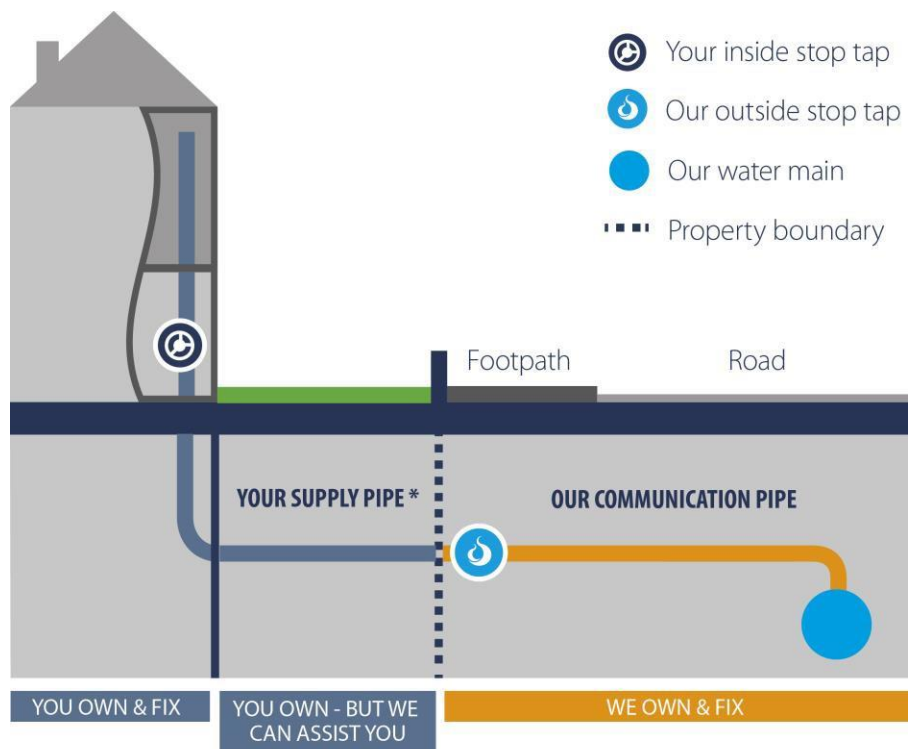 Your inside stop tap
Our outside stop tap
Our water main
Property boundary
Footpath
Road
YOUR SUPPLY PIPE *
OUR COMMUNICATION PIPE
YOU OWN & FIX
YOU OWN - BUT WE
CAN ASSIST YOU
WE OWN & FIX